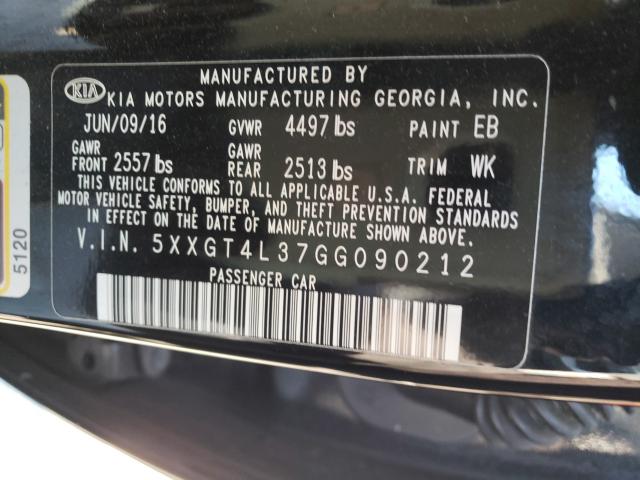 MANUFACTURED BY
KIA KIA MOTORS MANUFACTURING GEORGIA, INC.
JUN/09/16 GVWR 4497 lbs PAINT EB
GAWR FRONT 2557 lbs GAWR REAR 2513 lbs TRIM WK
THIS VEHICLE CONFORMS TO ALL APPLICABLE U.S.A. FEDERAL
MOTOR VEHICLE SAFETY, BUMPER, AND THEFT PREVENTION STANDARDS
IN EFFECT ON THE DATE OF MANUFACTURE SHOWN ABOVE.
V.I.N. 5XXGT4L37GG090212
PASSENGER CAR
5120